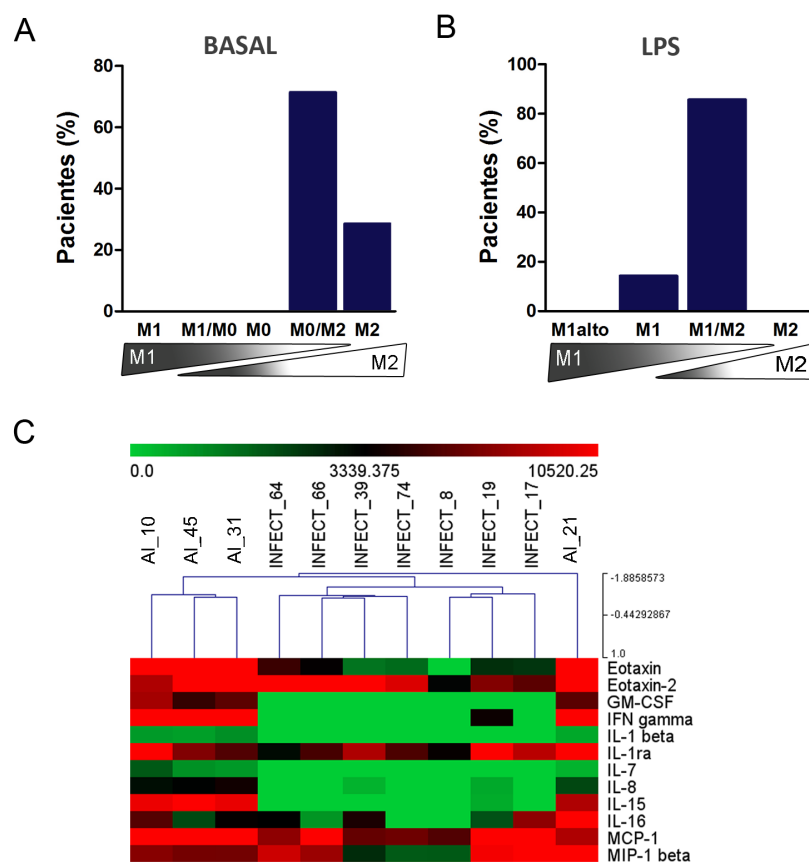 A
BASAL
Pacientes (%)
80
60
40
20
0
M1 M1/M0 M0 M0/M2 M2
M1
M2
B
LPS
Pacientes (%)
100
80
60
40
20
0
M1alto M1 M1/M2 M2
M1
M2
C
0.0 3339.375 10520.25
AI_10 AI_45 AI_31 INFECT_64 INFECT_66 INFECT_39 INFECT_74 INFECT_8 INFECT_19 INFECT_17 AI_21
-1.8858573
-0.44292867
1.0
Eotaxin
Eotaxin-2
GM-CSF
IFN gamma
IL-1 beta
IL-1ra
IL-7
IL-8
IL-15
IL-16
MCP-1
MIP-1 beta